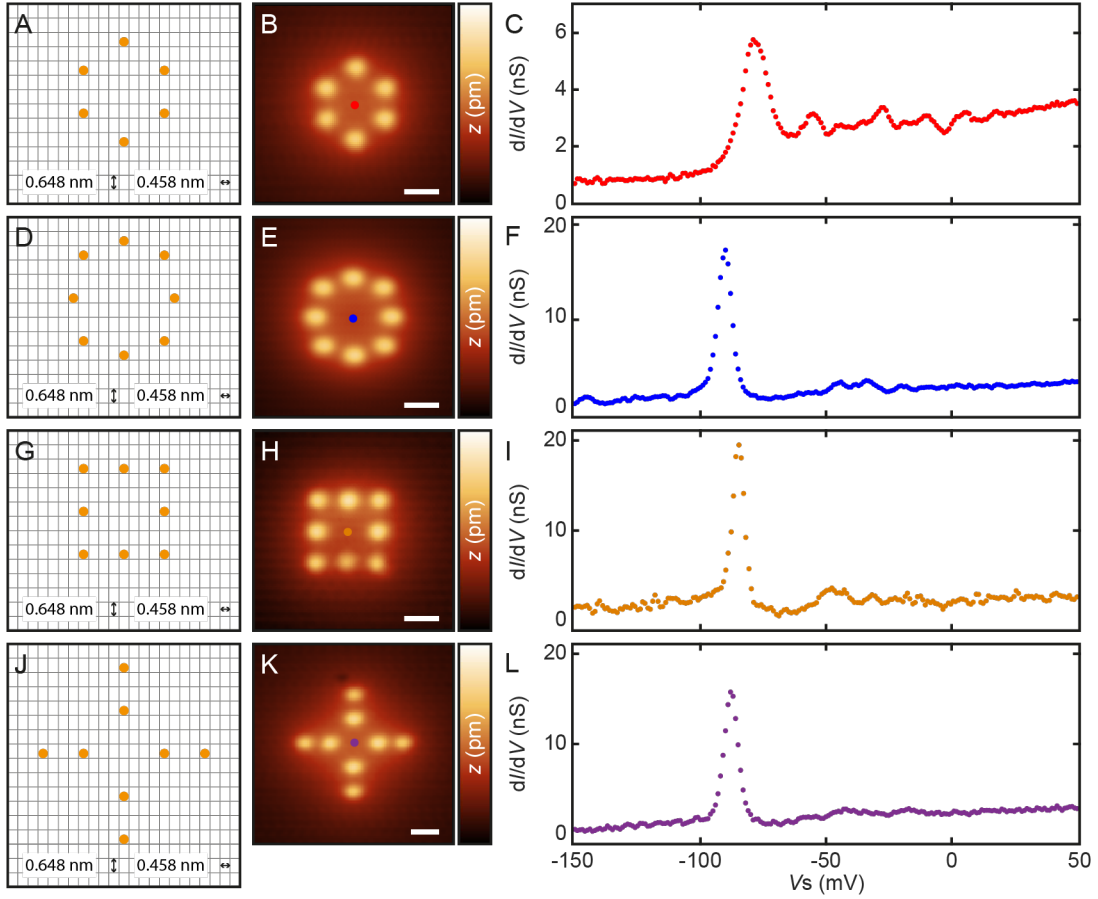 A
0.648 nm
0.458 nm
B
z (pm)
C
dI/dV (nS)
6
4
2
0
D
0.648 nm
0.458 nm
E
z (pm)
F
dI/dV (nS)
20
10
0
G
0.648 nm
0.458 nm
H
z (pm)
I
dI/dV (nS)
20
10
0
J
0.648 nm
0.458 nm
K
z (pm)
L
dI/dV (nS)
20
10
0
-150
-100
-50
0
50
Vs (mV)